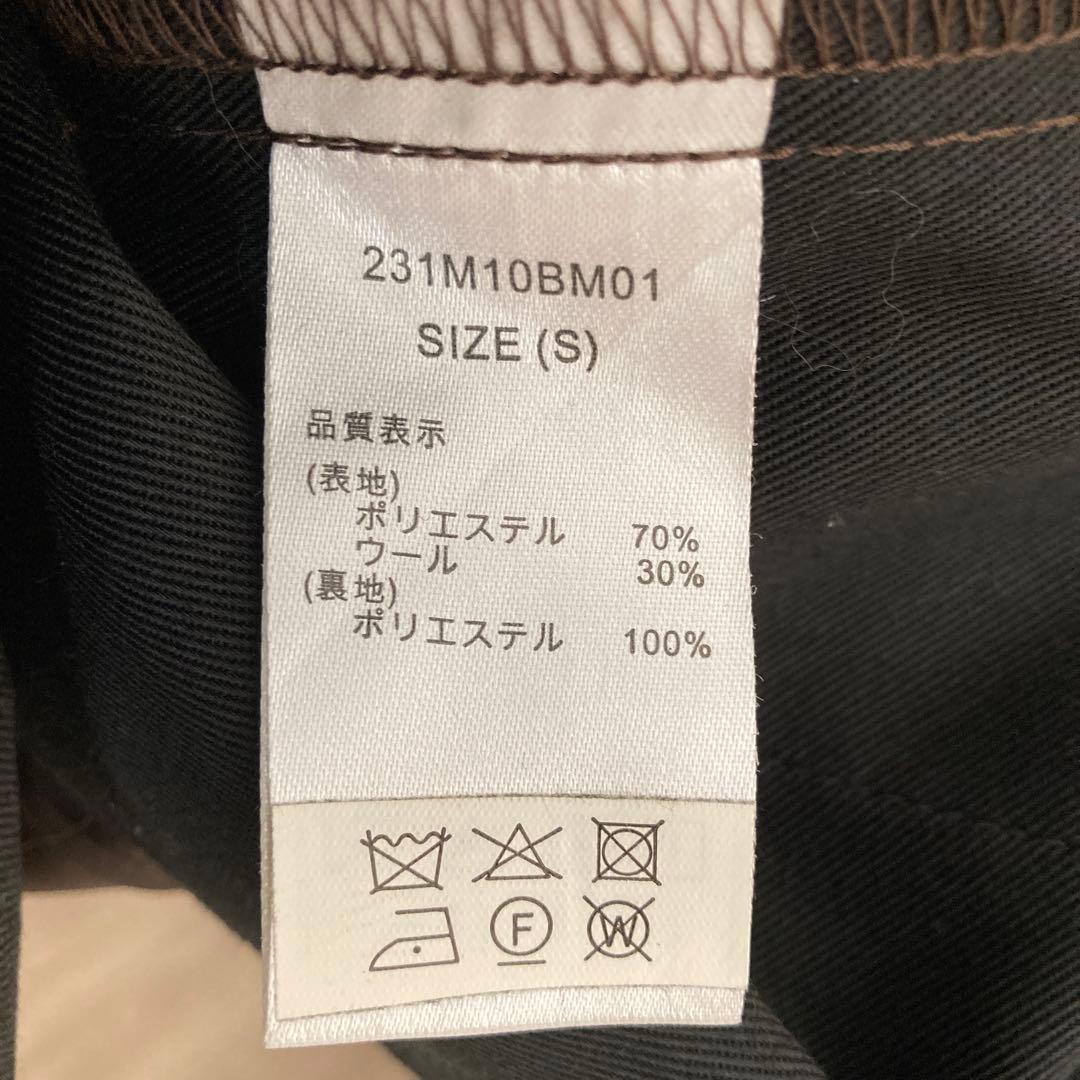 231M10BM01
SIZE (S)
品質表示
(表地)
ポリエステル 70%
ウール 30%
(裏地)
ポリエステル 100%
F W